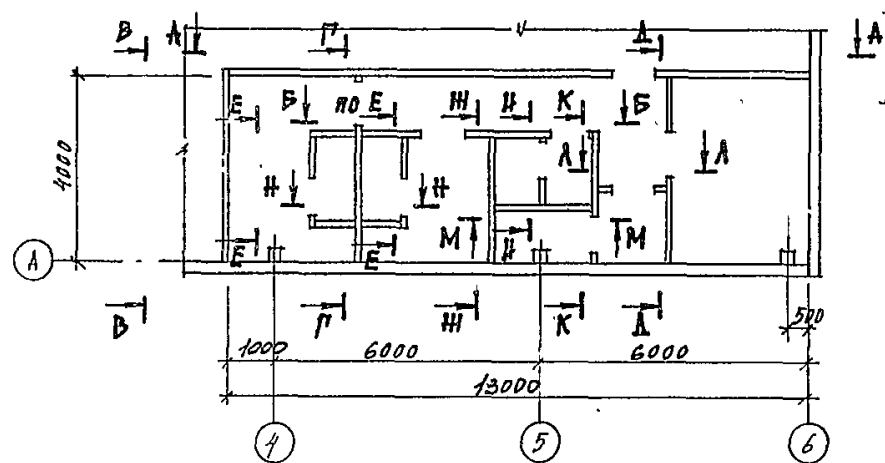 В А Г Д А
Е Б ПО Е Ж И К Б
Л Л
4000
Н Н
М И М
А Е Е
В Г Ж К Д 500
1000 6000 6000
13000
4 5 6